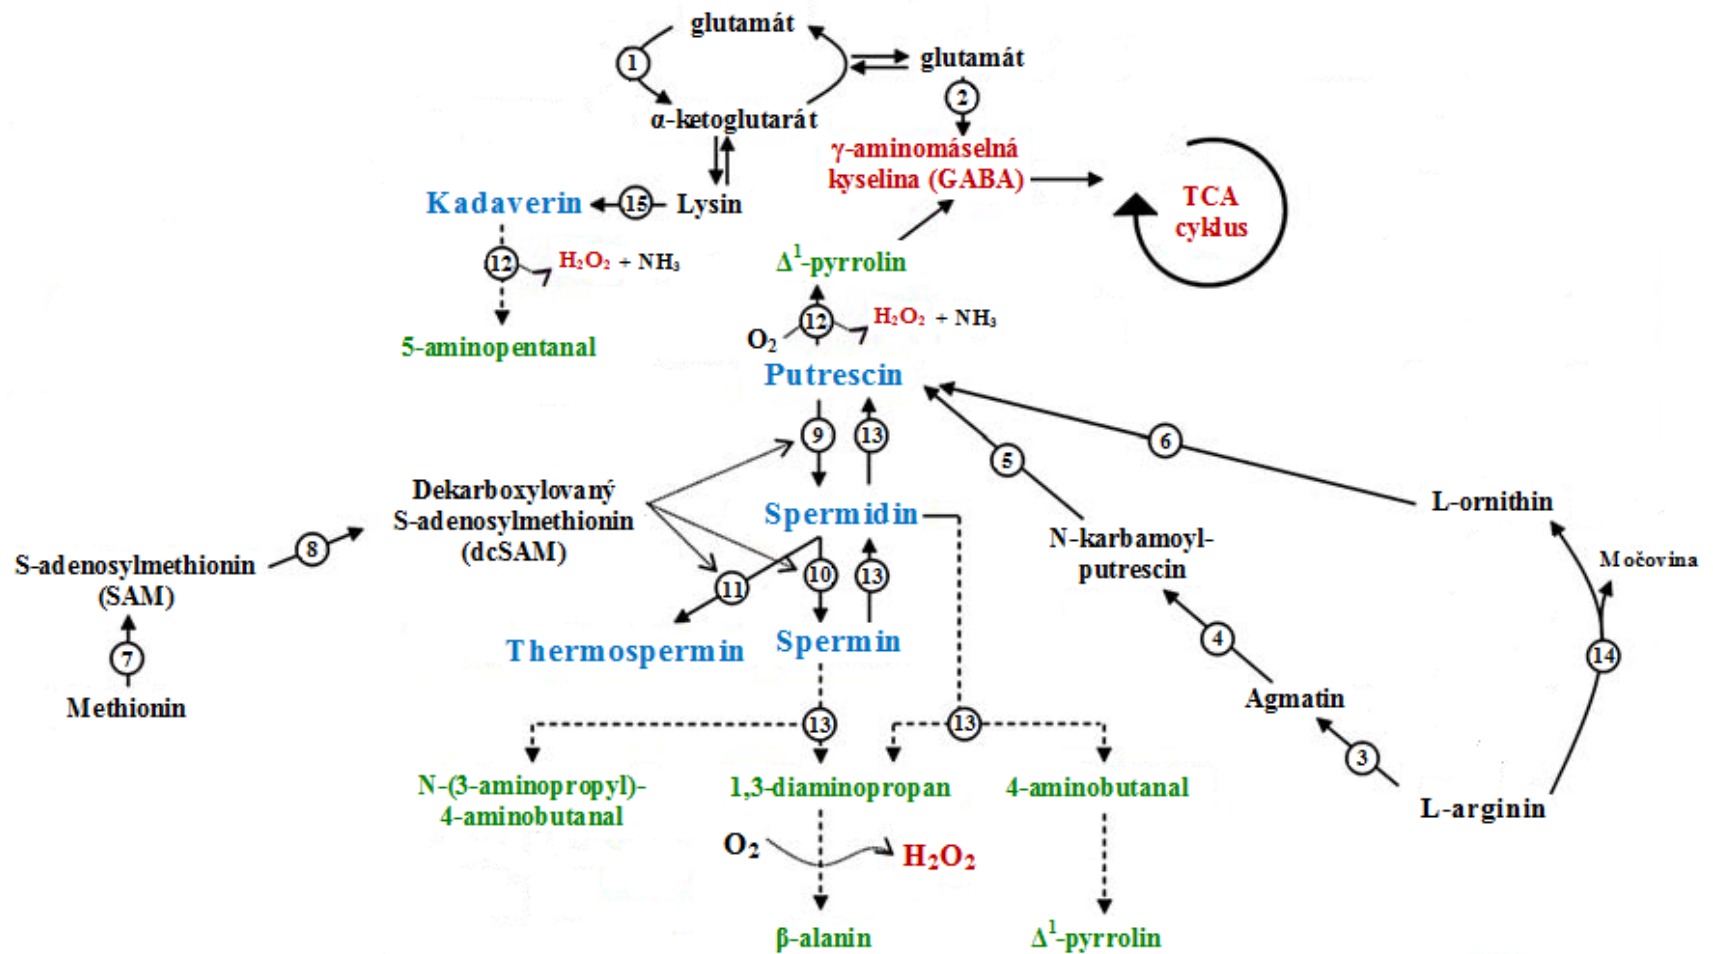 glutamát
1
glutamát
2
α-ketoglutarát
γ-aminomáselná
kyselina (GABA)
TCA
cyklus
Kadaverin
15
Lysin
12
H₂O₂ + NH₃
Δ¹-pyrrolin
5-aminopentanal
O₂
12
H₂O₂ + NH₃
Putrescin
9
13
6
5
Dekarboxylovaný
S-adenosylmethionin
(dcSAM)
Spermidin
L-ornithin
N-karbamoyl-
putrescin
Močovina
8
S-adenosylmethionin
(SAM)
11
10
13
7
Thermospermin
Spermin
4
14
Methionin
Agmatin
13
13
3
N-(3-aminopropyl)-
4-aminobutanal
1,3-diaminopropan
4-aminobutanal
L-arginin
O₂
H₂O₂
β-alanin
Δ¹-pyrrolin